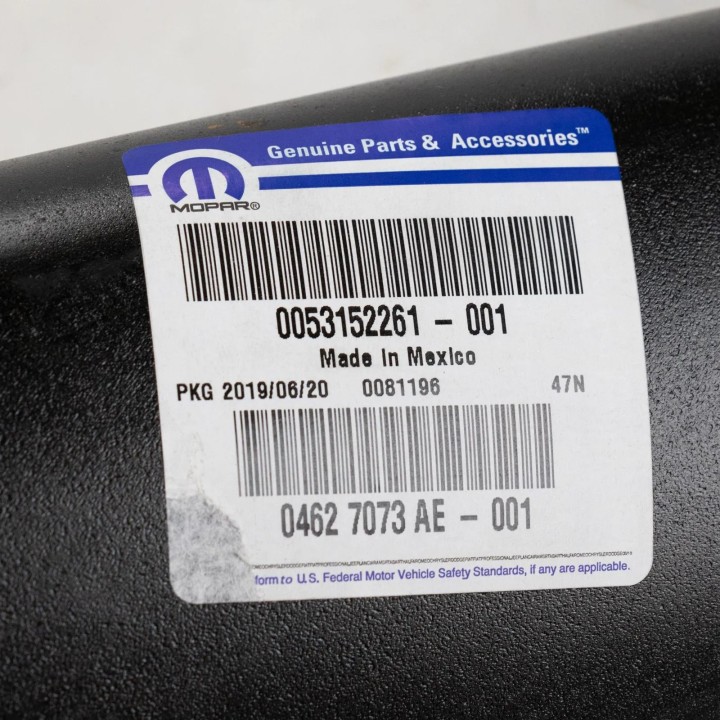 Genuine Parts & Accessories™
MOPAR®
0053152261 - 001
Made In Mexico
PKG 2019/06/20 0081196 47N
0462 7073 AE - 001
form to U.S. Federal Motor Vehicle Safety Standards, if any are applicable.